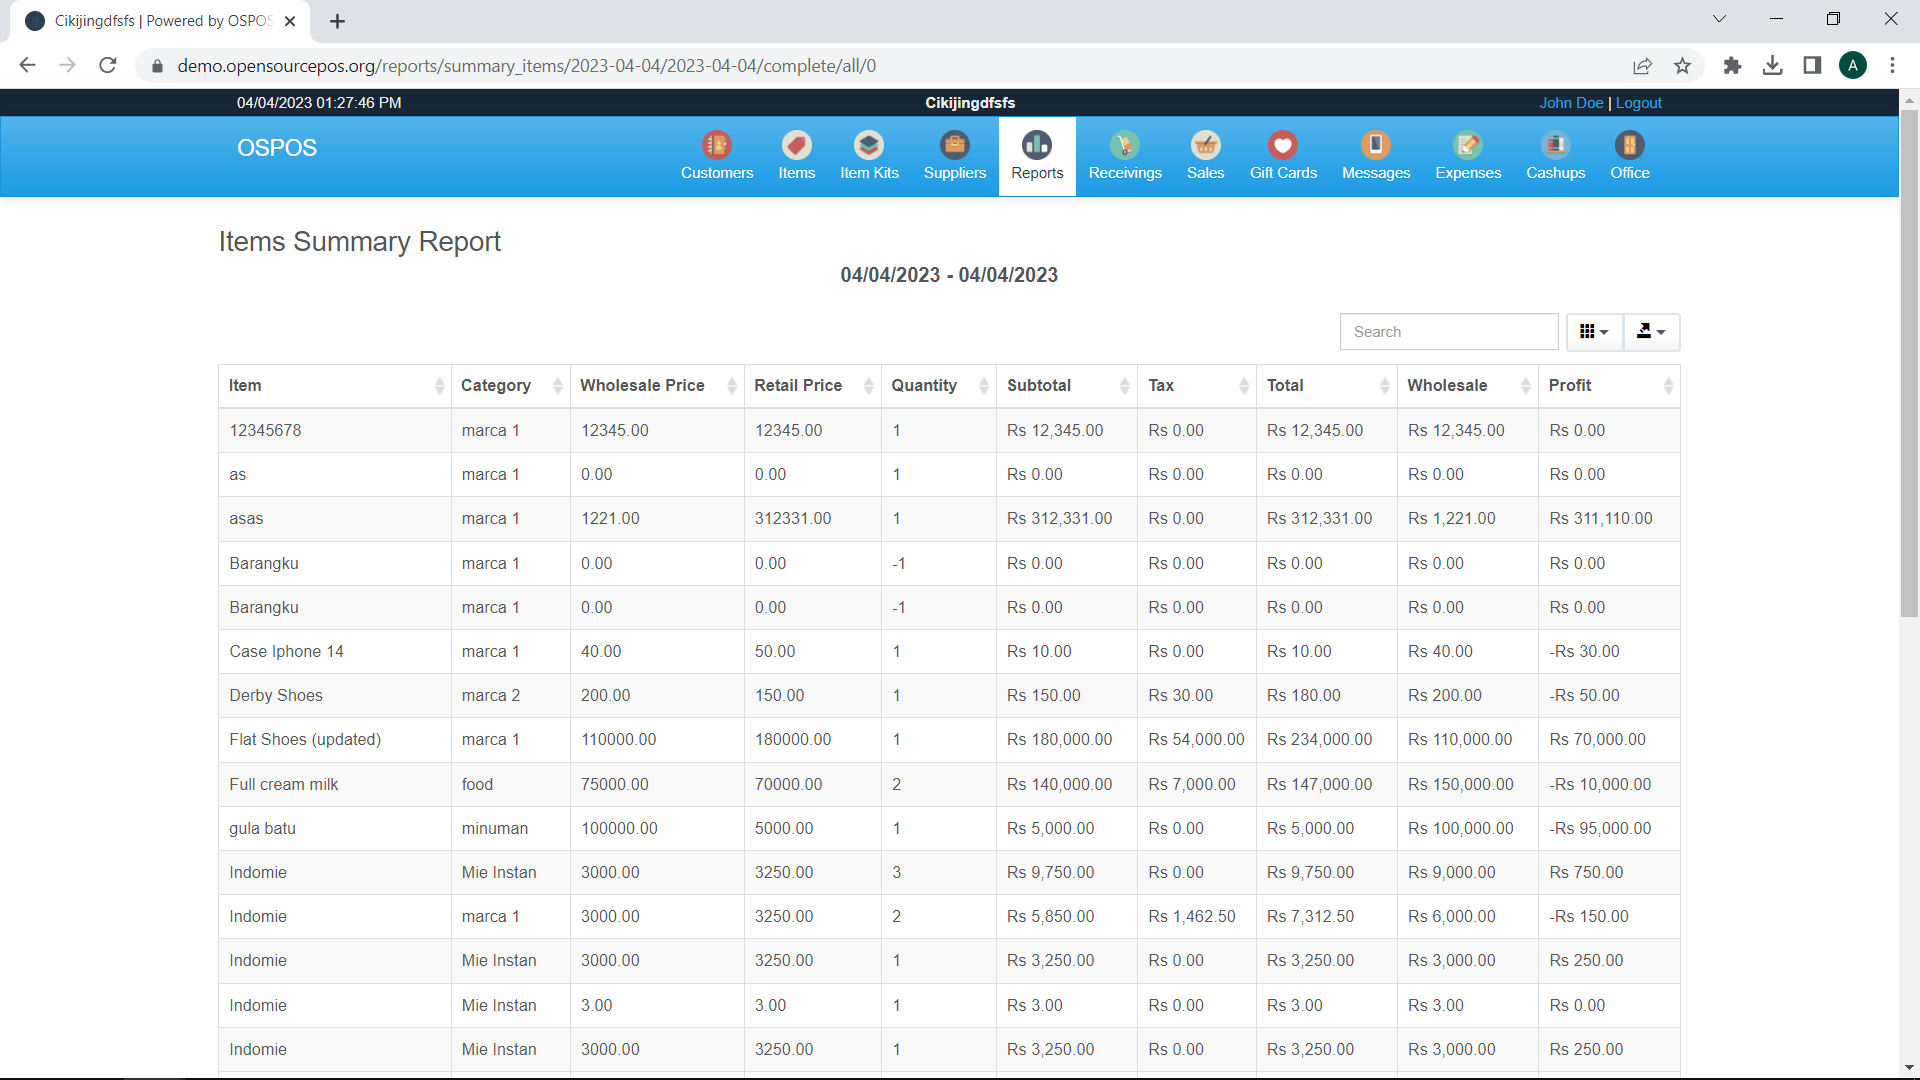 Cikijingdfsfs | Powered by OSPOS
demo.opensourcepos.org/reports/summary_items/2023-04-04/2023-04-04/complete/all/0
A
04/04/2023 01:27:46 PM
Cikijingdfsfs
John Doe | Logout
OSPOS
Customers Items Item Kits Suppliers Reports Receivings Sales Gift Cards Messages Expenses Cashups Office
Items Summary Report
04/04/2023 - 04/04/2023
Search
Item Category Wholesale Price Retail Price Quantity Subtotal Tax Total Wholesale Profit
12345678 marca 1 12345.00 12345.00 1 Rs 12,345.00 Rs 0.00 Rs 12,345.00 Rs 12,345.00 Rs 0.00
as marca 1 0.00 0.00 1 Rs 0.00 Rs 0.00 Rs 0.00 Rs 0.00 Rs 0.00
asas marca 1 1221.00 312331.00 1 Rs 312,331.00 Rs 0.00 Rs 312,331.00 Rs 1,221.00 Rs 311,110.00
Barangku marca 1 0.00 0.00 -1 Rs 0.00 Rs 0.00 Rs 0.00 Rs 0.00 Rs 0.00
Barangku marca 1 0.00 0.00 -1 Rs 0.00 Rs 0.00 Rs 0.00 Rs 0.00 Rs 0.00
Case Iphone 14 marca 1 40.00 50.00 1 Rs 10.00 Rs 0.00 Rs 10.00 Rs 40.00 -Rs 30.00
Derby Shoes marca 2 200.00 150.00 1 Rs 150.00 Rs 30.00 Rs 180.00 Rs 200.00 -Rs 50.00
Flat Shoes (updated) marca 1 110000.00 180000.00 1 Rs 180,000.00 Rs 54,000.00 Rs 234,000.00 Rs 110,000.00 Rs 70,000.00
Full cream milk food 75000.00 70000.00 2 Rs 140,000.00 Rs 7,000.00 Rs 147,000.00 Rs 150,000.00 -Rs 10,000.00
gula batu minuman 100000.00 5000.00 1 Rs 5,000.00 Rs 0.00 Rs 5,000.00 Rs 100,000.00 -Rs 95,000.00
Indomie Mie Instan 3000.00 3250.00 3 Rs 9,750.00 Rs 0.00 Rs 9,750.00 Rs 9,000.00 Rs 750.00
Indomie marca 1 3000.00 3250.00 2 Rs 5,850.00 Rs 1,462.50 Rs 7,312.50 Rs 6,000.00 -Rs 150.00
Indomie Mie Instan 3000.00 3250.00 1 Rs 3,250.00 Rs 0.00 Rs 3,250.00 Rs 3,000.00 Rs 250.00
Indomie Mie Instan 3.00 3.00 1 Rs 3.00 Rs 0.00 Rs 3.00 Rs 3.00 Rs 0.00
Indomie Mie Instan 3000.00 3250.00 1 Rs 3,250.00 Rs 0.00 Rs 3,250.00 Rs 3,000.00 Rs 250.00